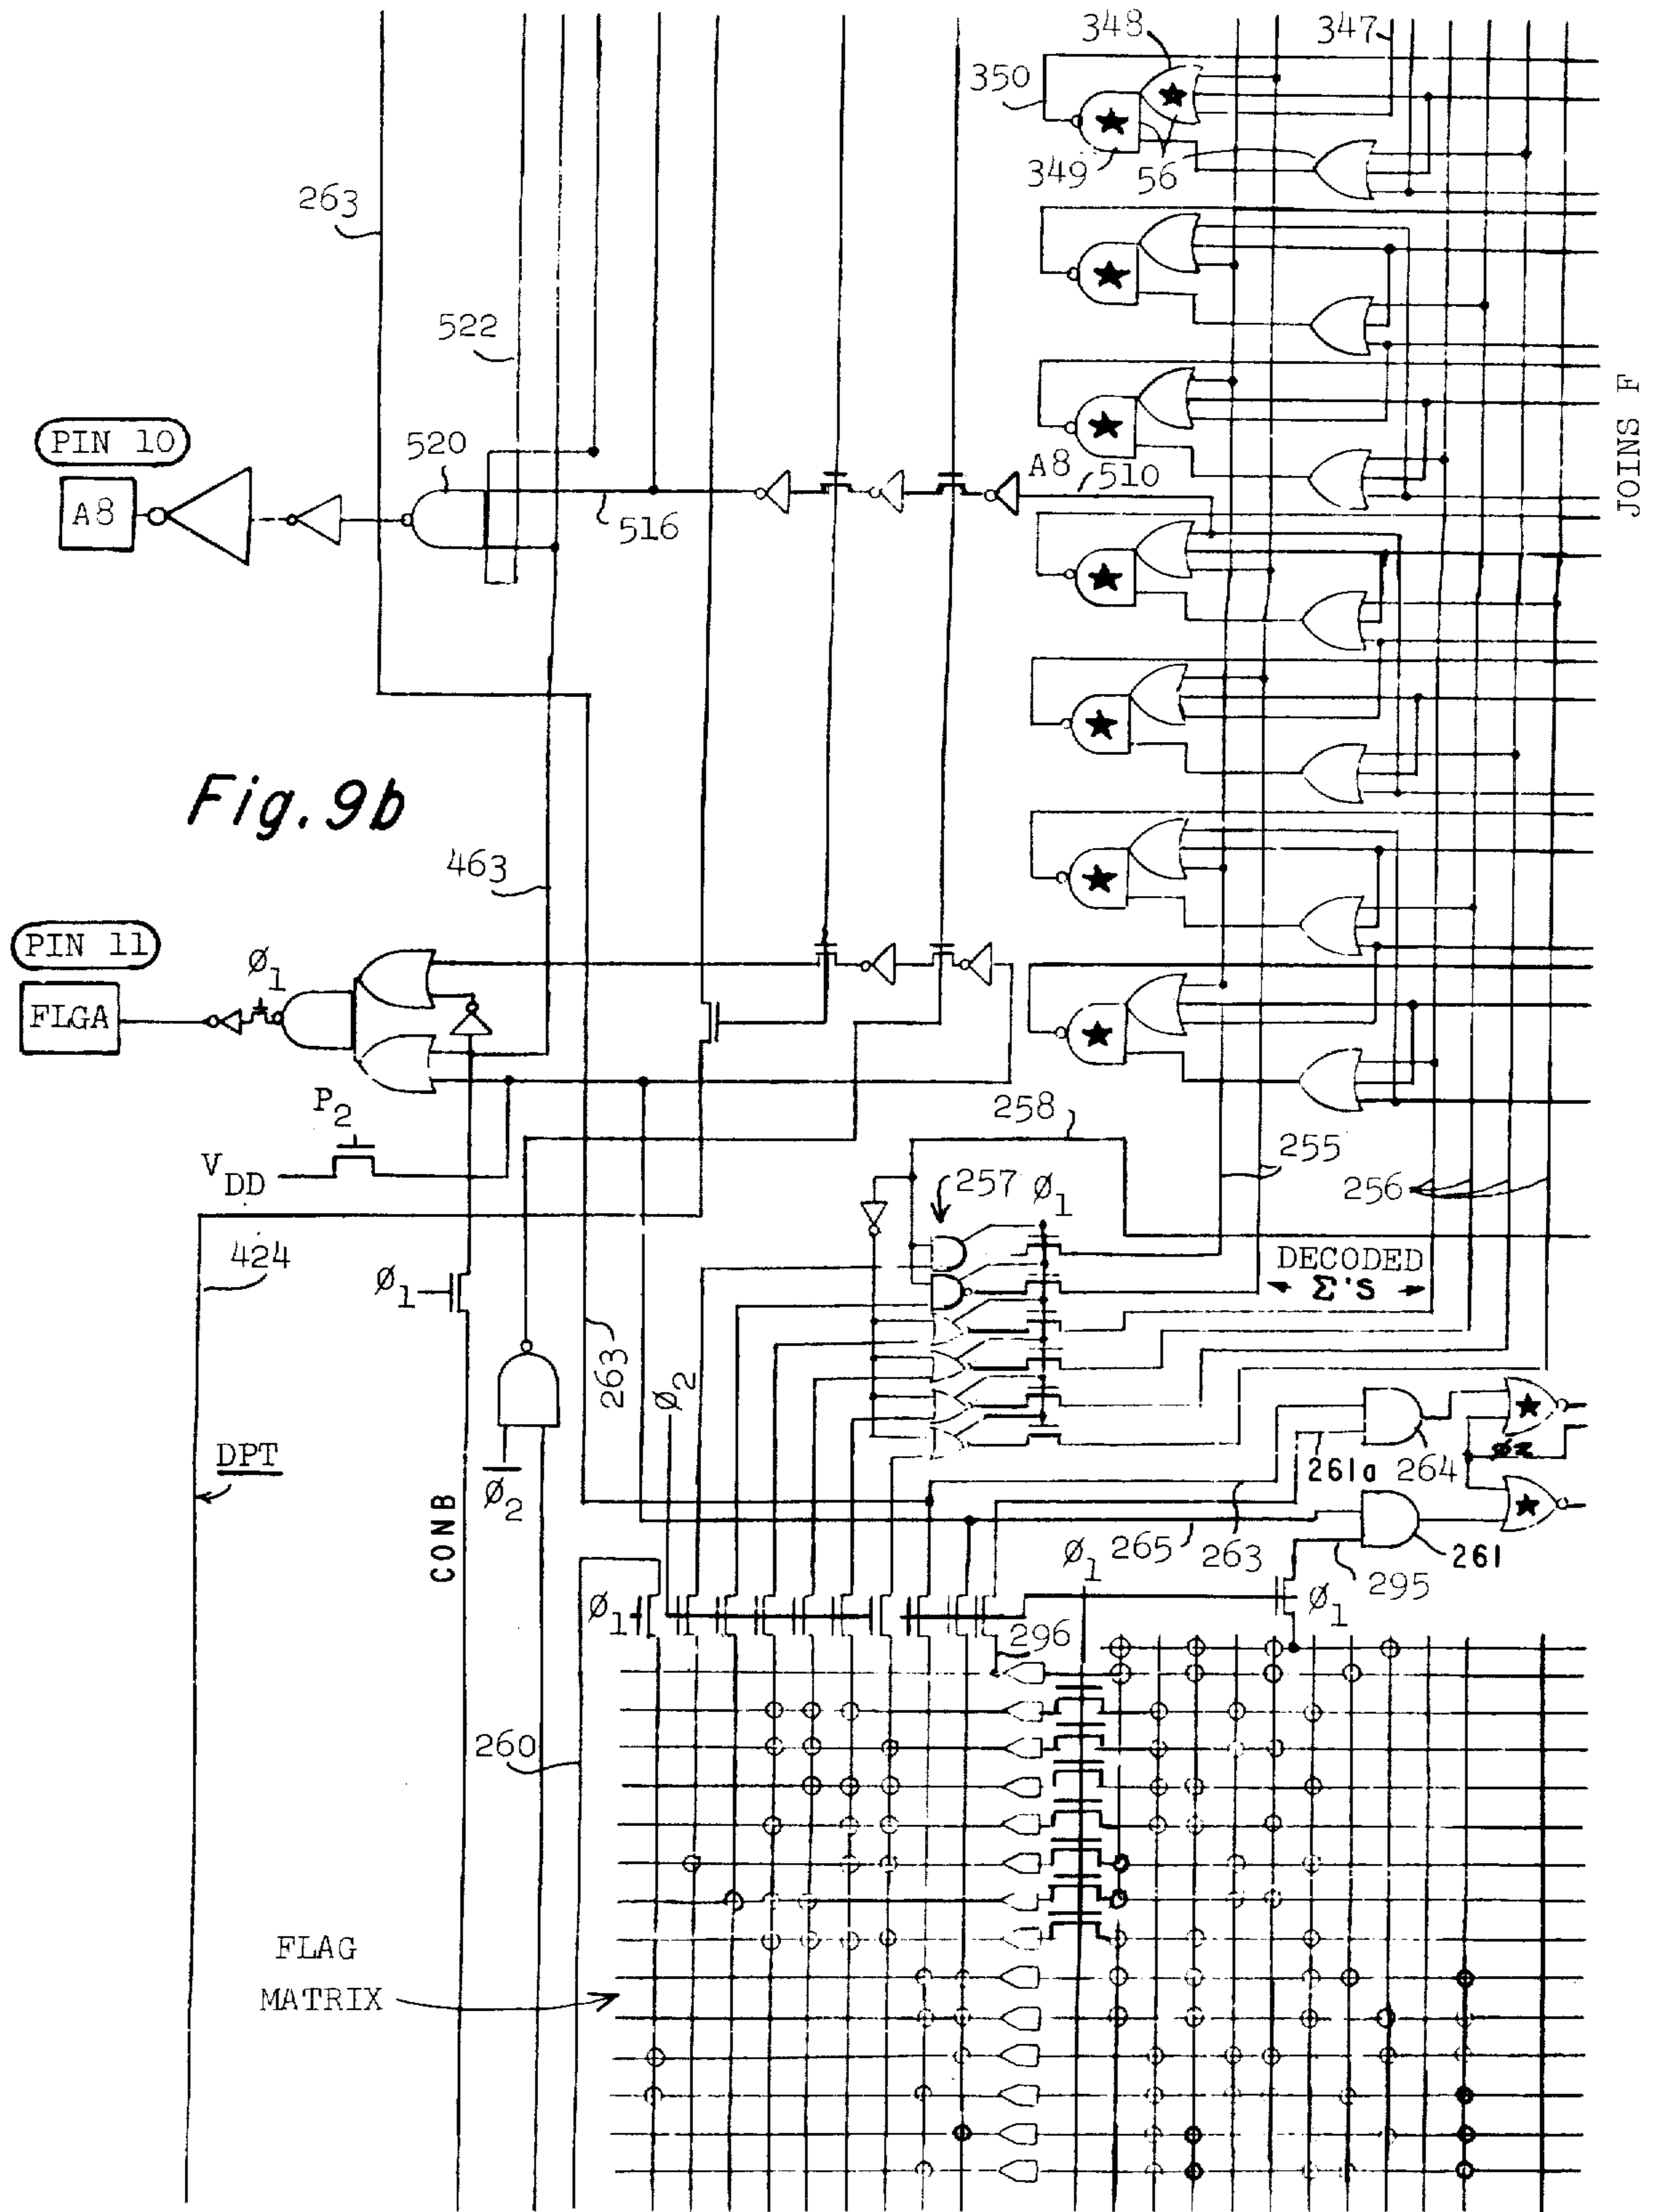 348
347
350
349
56
263
522
PIN 10
520
A8
A8
510
516
JOINS F
Fig. 9b
463
PIN 11
Ø1
FLGA
P2
VDD
258
255
257
Ø1
256
424
Ø1
DECODED
Σ'S
263
Ø2
DPT
Ø2
CONB
261a
264
Ø2
Ø1
265
263
261
295
Ø1
Ø1
296
260
FLAG
MATRIX